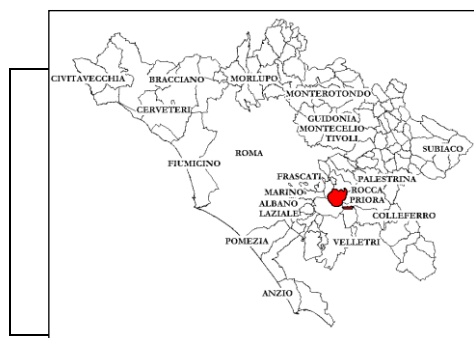 CIVITAVECCHIA
BRACCIANO
MORLUPO
MONTEROTONDO
CERVETERI
GUIDONIA
MONTECELIO
TIVOLI
SUBIACO
ROMA
FIUMICINO
FRASCATI
PALESTRINA
MARINO
ROCCA
PRIORA
ALBANO
LAZIALE
COLLEFERRO
POMEZIA
VELLETRI
ANZIO